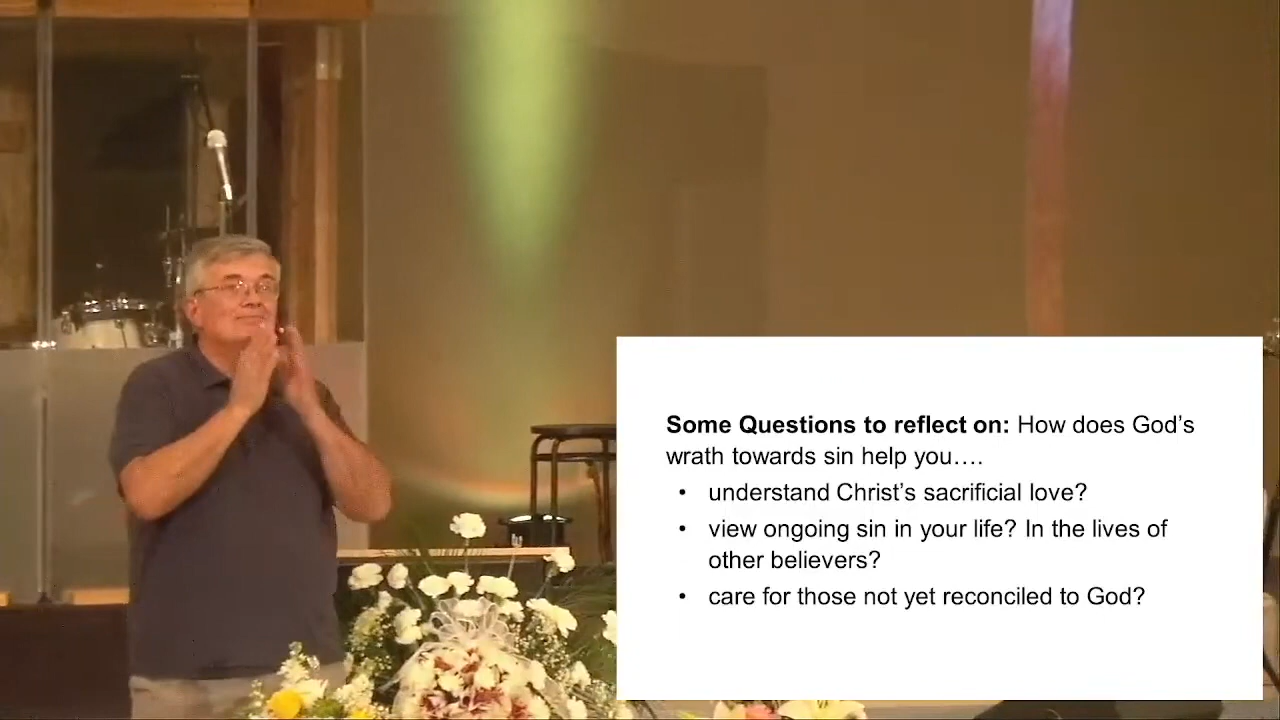 Some Questions to reflect on: How does God’s
wrath towards sin help you….
• understand Christ’s sacrificial love?
• view ongoing sin in your life? In the lives of
other believers?
• care for those not yet reconciled to God?